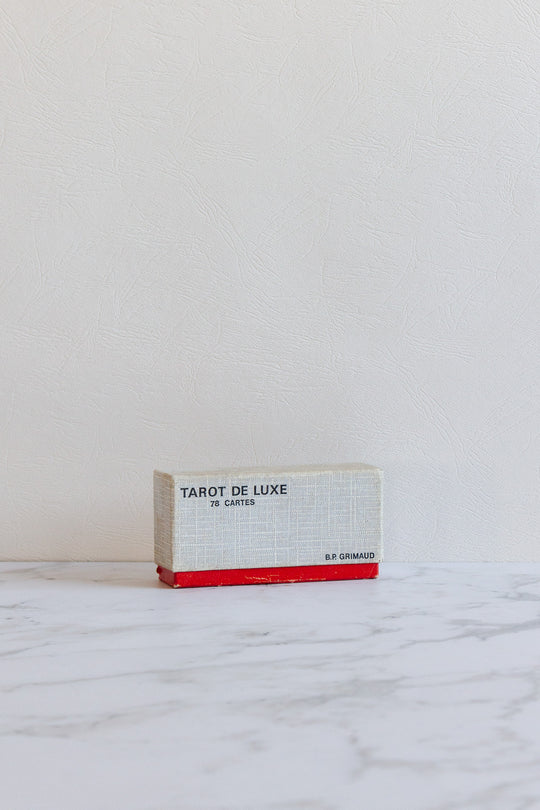 TAROT DE LUXE
78 CARTES
B.P. GRIMAUD